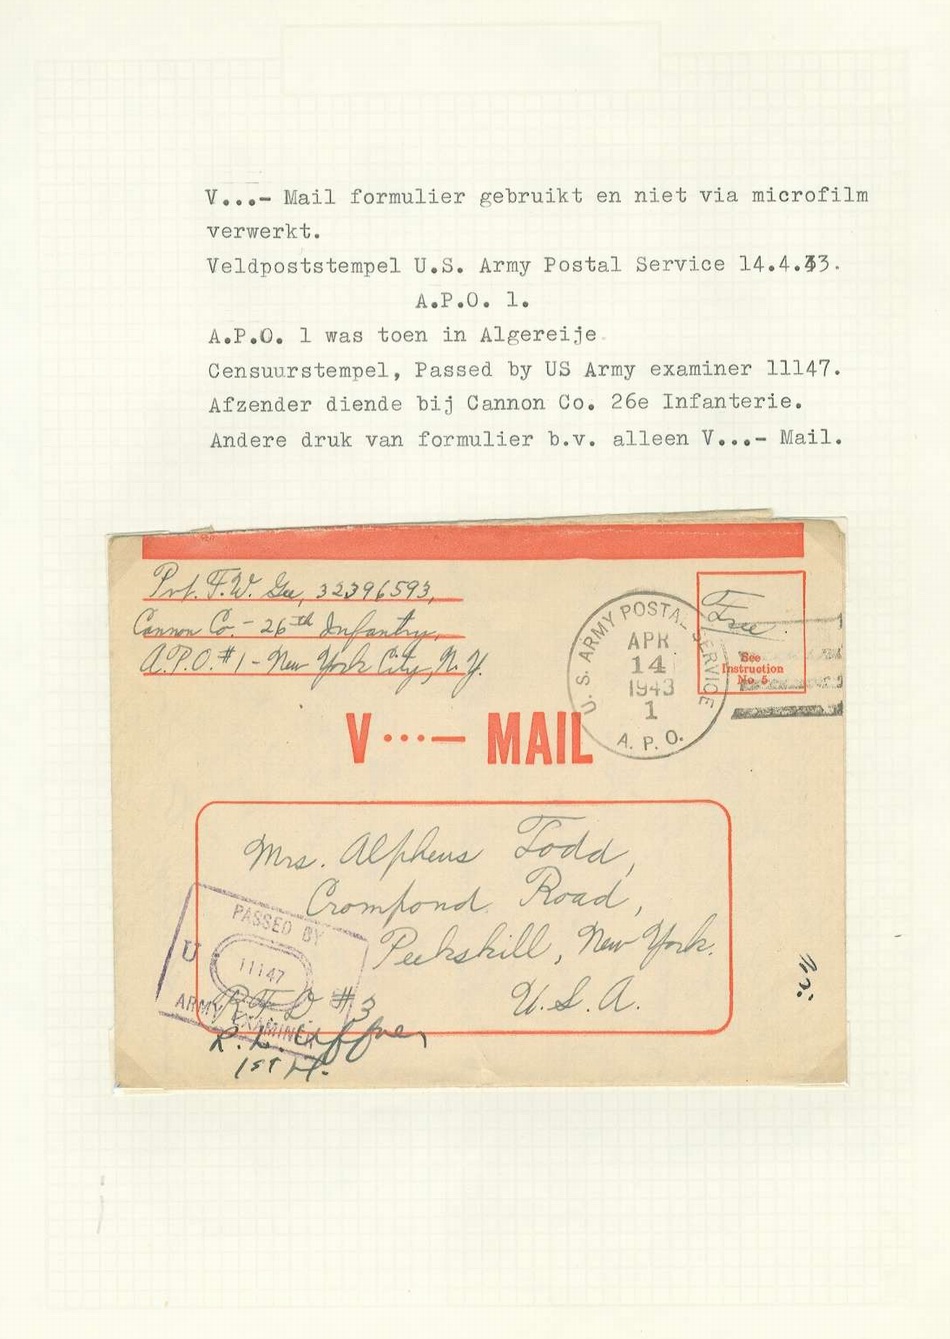 V...- Mail formulier gebruikt en niet via microfilm
verwerkt.
Veldpoststempel U.S. Army Postal Service 14.4.43.
A.P.O. 1.
A.P.O. 1 was toen in Algereije.
Censuurstempel, Passed by US Army examiner 11147.
Afzender diende bij Cannon Co. 26e Infanterie.
Andere druk van formulier b.v. alleen V...- Mail.
Pvt. F.W. Gee, 32396593,
Cannon Co. - 26th Infantry,
A.P.O. #1 - New York City, N.Y.
U. S. ARMY POSTAL SERVICE
APR
14
1943
1
A. P. O.
Free
See
Instruction
No. 5
V ...— MAIL
Mrs. Alpheus Todd,
Crompond Road,
Peekskill, New York.
U.S.A.
R.F.D. #3
PASSED BY
U
11147
ARMY EXAMINER
1st Lt.